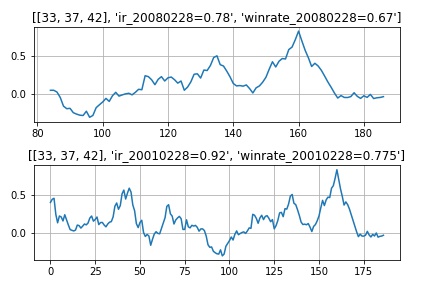 [[33, 37, 42], 'ir_20080228=0.78', 'winrate_20080228=0.67']
0.5
0.0
80 100 120 140 160 180
[[33, 37, 42], 'ir_20010228=0.92', 'winrate_20010228=0.775']
0.5
0.0
0 25 50 75 100 125 150 175